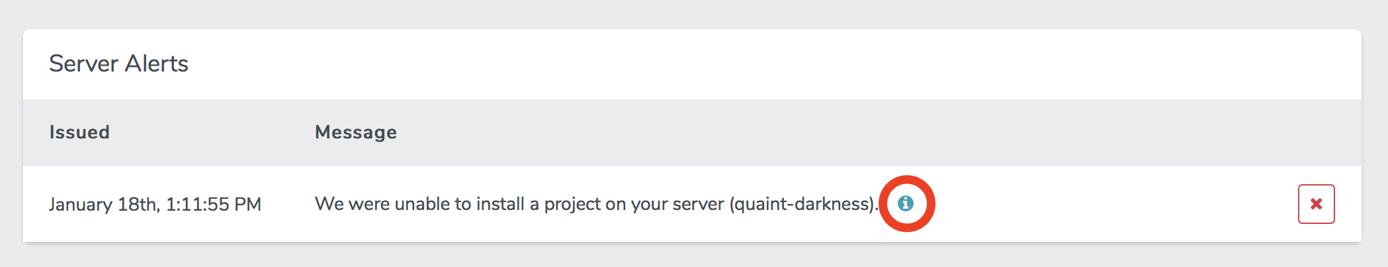 Server Alerts
Issued Message
January 18th, 1:11:55 PM We were unable to install a project on your server (quaint-darkness).